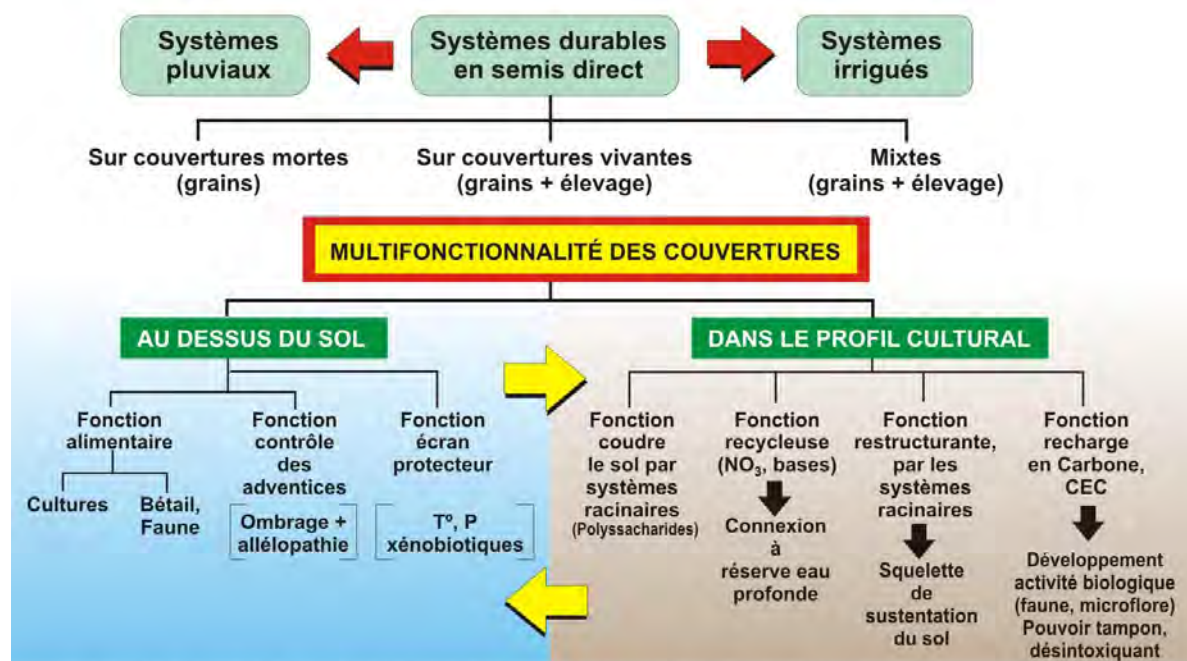 Systèmes
pluviaux
Systèmes durables
en semis direct
Systèmes
irrigués
Sur couvertures mortes
(grains)
Sur couvertures vivantes
(grains + élevage)
Mixtes
(grains + élevage)
MULTIFONCTIONNALITÉ DES COUVERTURES
AU DESSUS DU SOL
DANS LE PROFIL CULTURAL
Fonction
alimentaire
Cultures
Bétail,
Faune
Fonction
contrôle
des
adventices
Ombrage +
allélopathie
Fonction
écran
protecteur
Tº, P
xénobiotiques
Fonction
coudre
le sol par
systèmes
racinaires
(Polyssacharides)
Fonction
recycleuse
(NO₃, bases)
Connexion
à
réserve eau
profonde
Fonction
restructurante,
par les
systèmes
racinaires
Squelette
de
sustentation
du sol
Fonction
recharge
en Carbone,
CEC
Développement
activité biologique
(faune, microflore)
Pouvoir tampon,
désintoxiquant